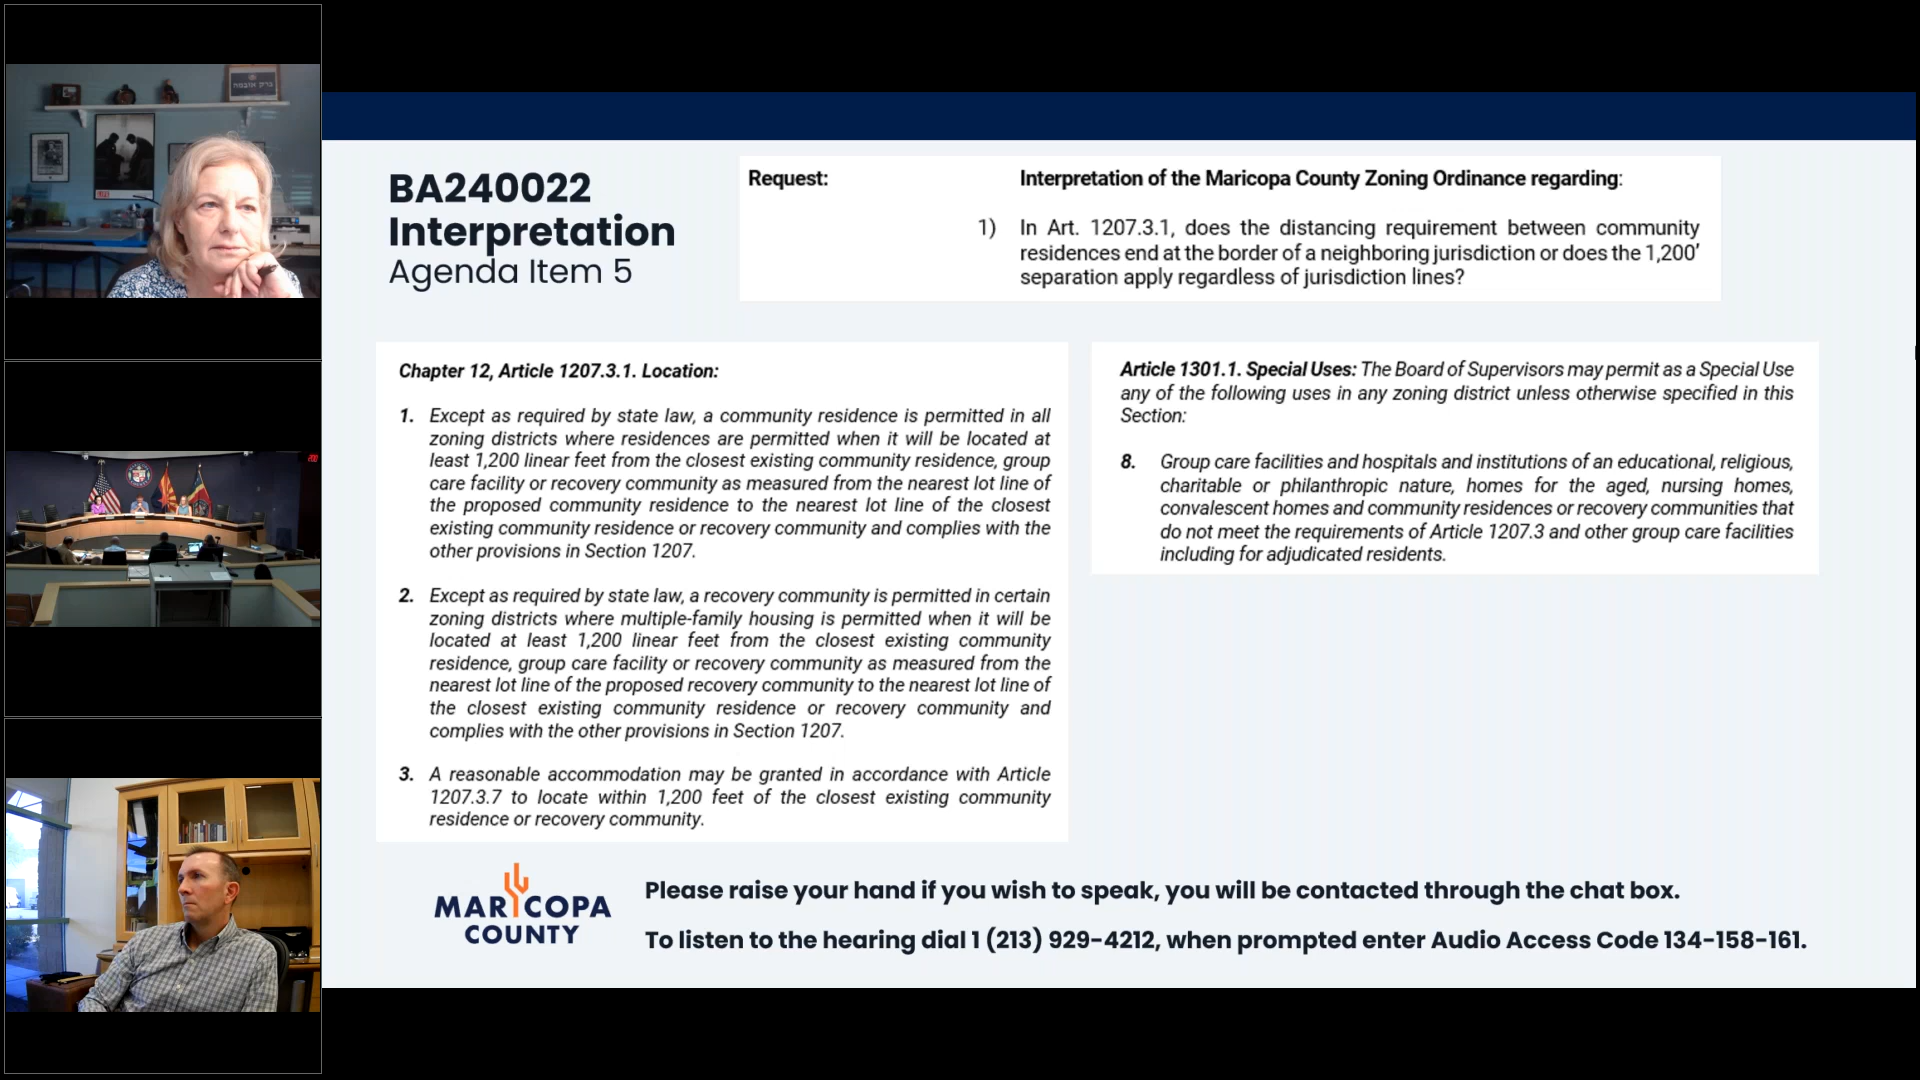 ברק אובמה
LIFE
BA240022
Interpretation
Agenda Item 5
Request:
Interpretation of the Maricopa County Zoning Ordinance regarding:
1) In Art. 1207.3.1, does the distancing requirement between community
residences end at the border of a neighboring jurisdiction or does the 1,200’
separation apply regardless of jurisdiction lines?
Chapter 12, Article 1207.3.1. Location:
1. Except as required by state law, a community residence is permitted in all
zoning districts where residences are permitted when it will be located at
least 1,200 linear feet from the closest existing community residence, group
care facility or recovery community as measured from the nearest lot line of
the proposed community residence to the nearest lot line of the closest
existing community residence or recovery community and complies with the
other provisions in Section 1207.
2. Except as required by state law, a recovery community is permitted in certain
zoning districts where multiple-family housing is permitted when it will be
located at least 1,200 linear feet from the closest existing community
residence, group care facility or recovery community as measured from the
nearest lot line of the proposed recovery community to the nearest lot line of
the closest existing community residence or recovery community and
complies with the other provisions in Section 1207.
3. A reasonable accommodation may be granted in accordance with Article
1207.3.7 to locate within 1,200 feet of the closest existing community
residence or recovery community.
Article 1301.1. Special Uses: The Board of Supervisors may permit as a Special Use
any of the following uses in any zoning district unless otherwise specified in this
Section:
8. Group care facilities and hospitals and institutions of an educational, religious,
charitable or philanthropic nature, homes for the aged, nursing homes,
convalescent homes and community residences or recovery communities that
do not meet the requirements of Article 1207.3 and other group care facilities
including for adjudicated residents.
MARICOPA
COUNTY
Please raise your hand if you wish to speak, you will be contacted through the chat box.
To listen to the hearing dial 1 (213) 929-4212, when prompted enter Audio Access Code 134-158-161.